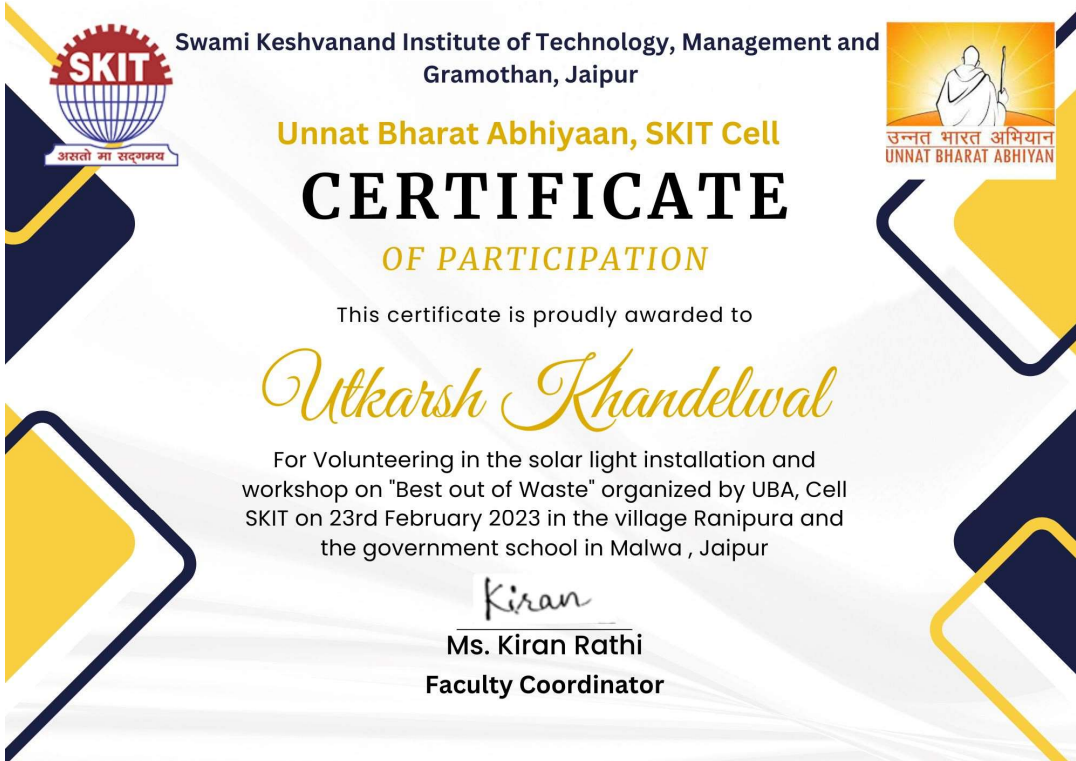 Swami Keshvanand Institute of Technology, Management and
Gramothan, Jaipur
SKIT
असतो मा सद्गमय
उन्नत भारत अभियान
UNNAT BHARAT ABHIYAN
Unnat Bharat Abhiyaan, SKIT Cell
CERTIFICATE
OF PARTICIPATION
This certificate is proudly awarded to
Utkarsh Khandelwal
For Volunteering in the solar light installation and
workshop on "Best out of Waste" organized by UBA, Cell
SKIT on 23rd February 2023 in the village Ranipura and
the government school in Malwa , Jaipur
Kiran
Ms. Kiran Rathi
Faculty Coordinator